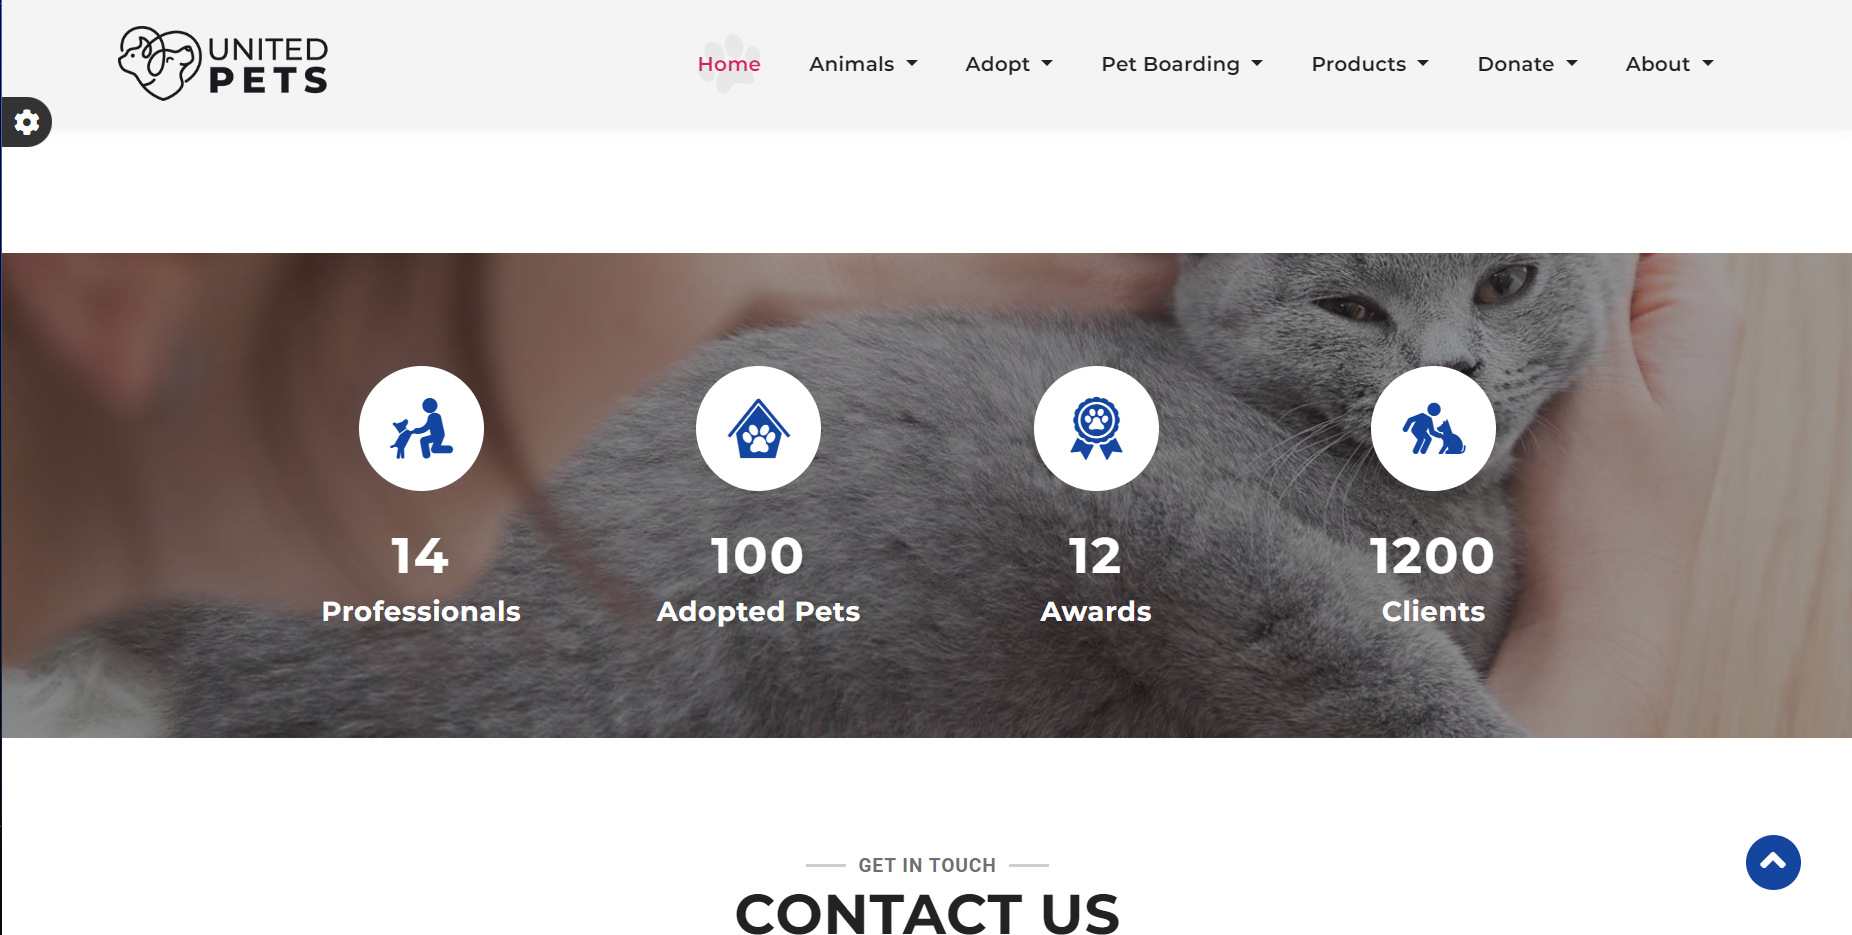 UNITED
PETS
Home
Animals
Adopt
Pet Boarding
Products
Donate
About
14
Professionals
100
Adopted Pets
12
Awards
1200
Clients
GET IN TOUCH
CONTACT US